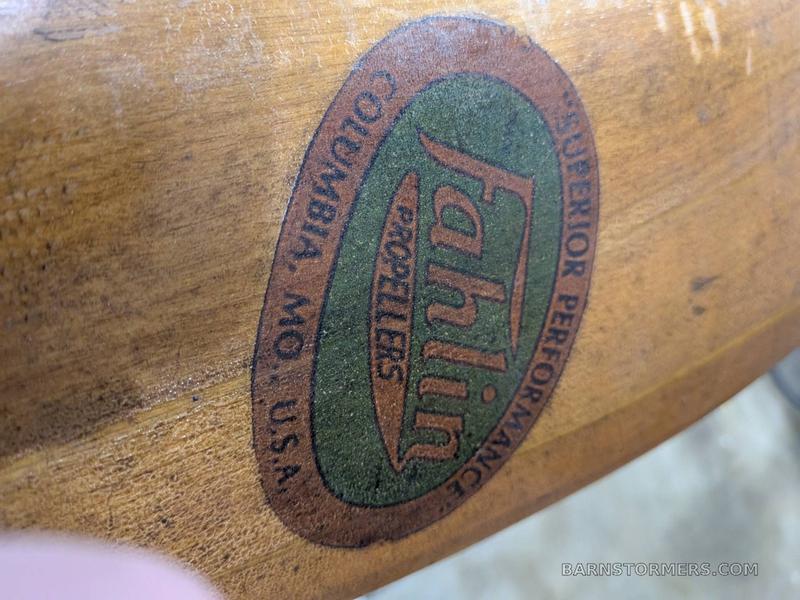 "SUPERIOR PERFORMANCE"
Fahlin
PROPELLERS
COLUMBIA, MO., U.S.A.
BARNSTORMERS.COM